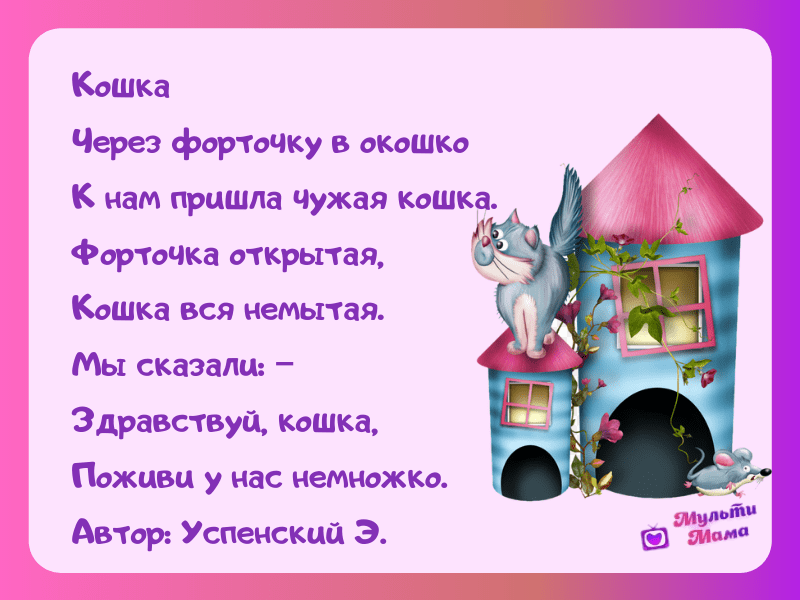 Кошка
Через форточку в окошко
К нам пришла чужая кошка.
Форточка открытая,
Кошка вся немытая.
Мы сказали: –
Здравствуй, кошка,
Поживи у нас немножко.
Автор: Успенский Э.
Мульти
Мама